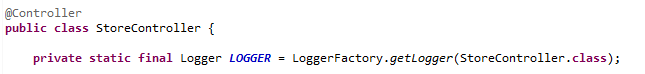 @Controller
public class StoreController {
private static final Logger LOGGER = LoggerFactory.getLogger(StoreController.class);